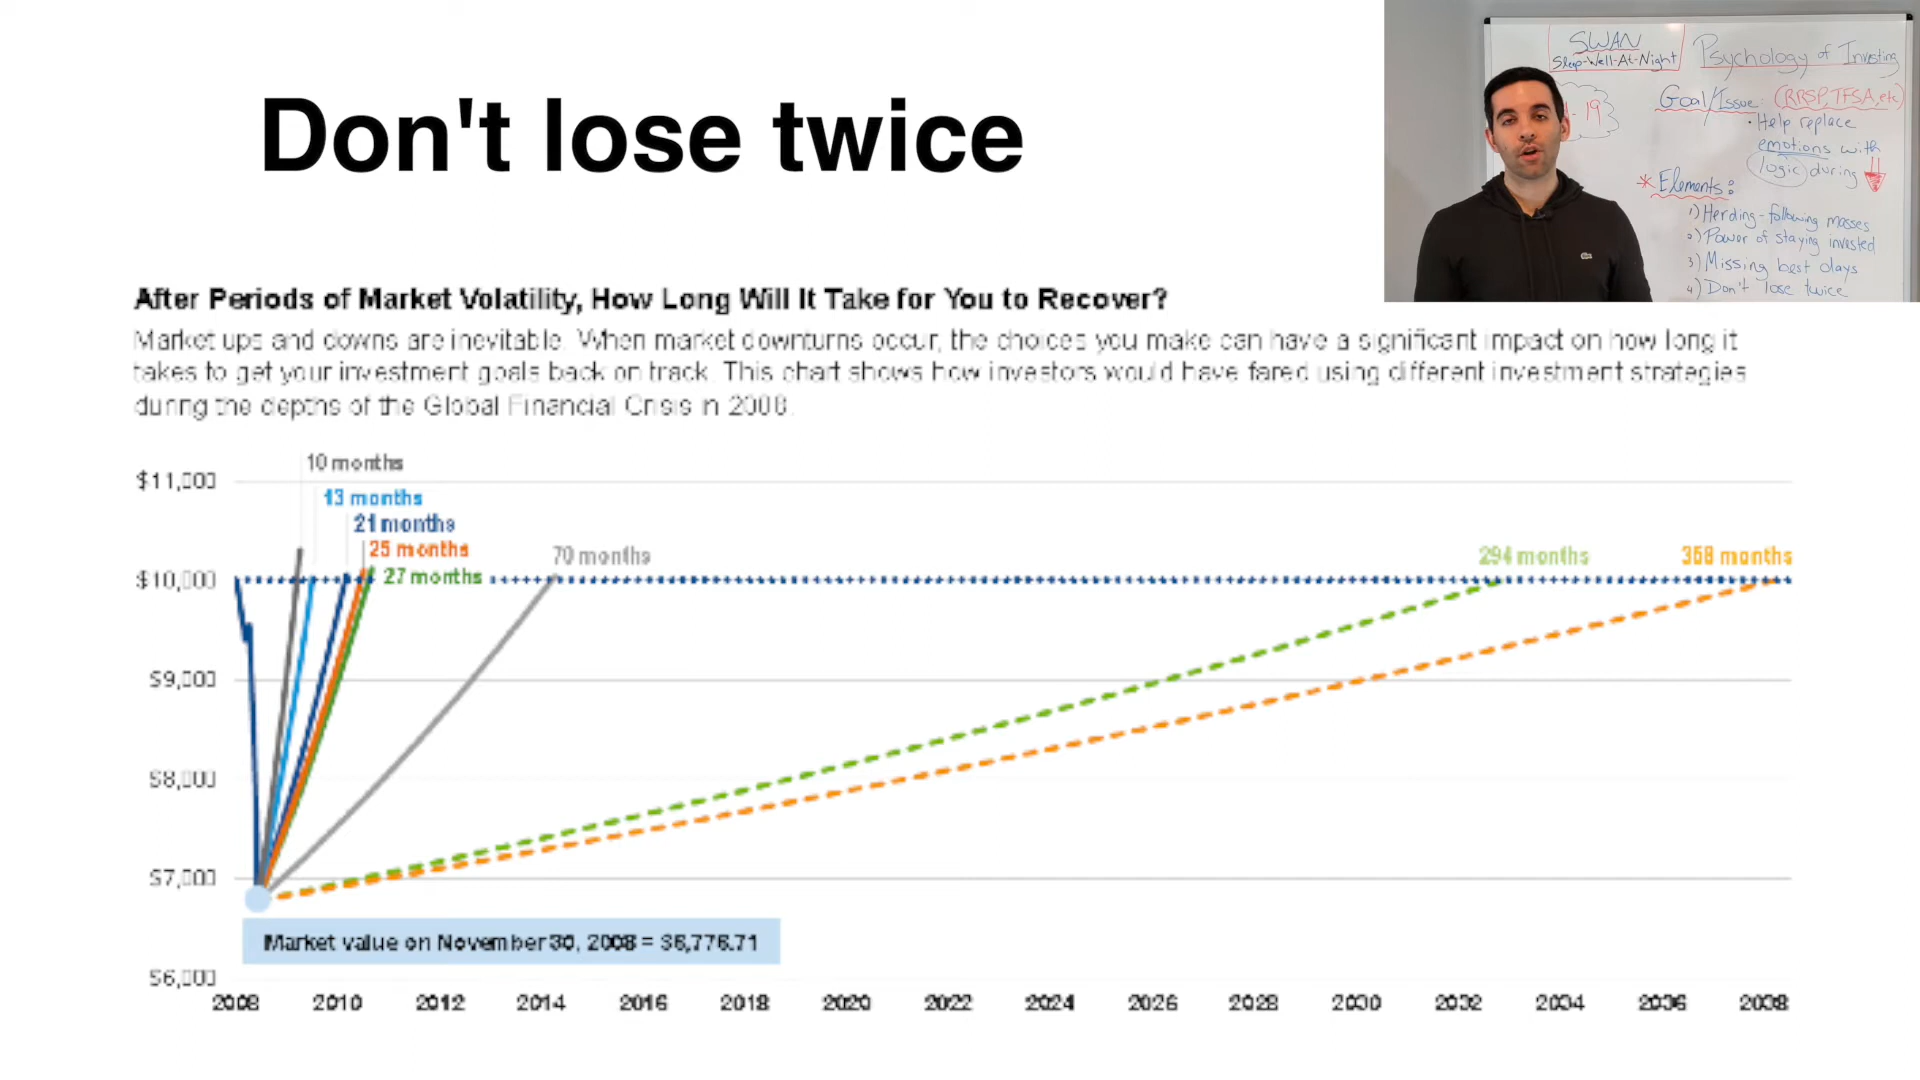 Don't lose twice
SWAN
Sleep-Well-At-Night
19
Psychology of Investing
Goal/Issue: (RRSP, TFSA, etc)
• Help replace
emotions with
logic during
* Elements:
1) Herding - following masses
2) Power of staying invested
3) Missing best days
4) Don't lose twice
After Periods of Market Volatility, How Long Will It Take for You to Recover?
Market ups and downs are inevitable. When market downturns occur, the choices you make can have a significant impact on how long it
takes to get your investment goals back on track. This chart shows how investors would have fared using different investment strategies
during the depths of the Global Financial Crisis in 2008.
10 months
$11,000
13 months
21 months
25 months
27 months
70 months
294 months
358 months
$10,000
$9,000
$8,000
$7,000
Market value on November 30, 2008 = $6,776.71
$6,000
2008 2010 2012 2014 2016 2018 2020 2022 2024 2026 2028 2030 2032 2034 2036 2038